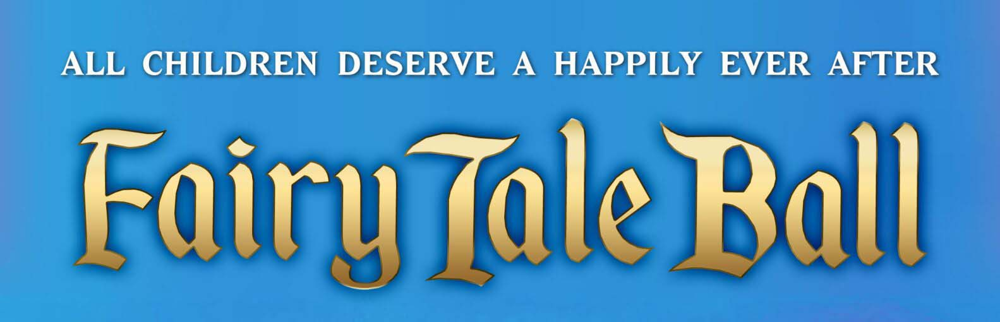 ALL CHILDREN DESERVE A HAPPILY EVER AFTER
Fairy Tale Ball